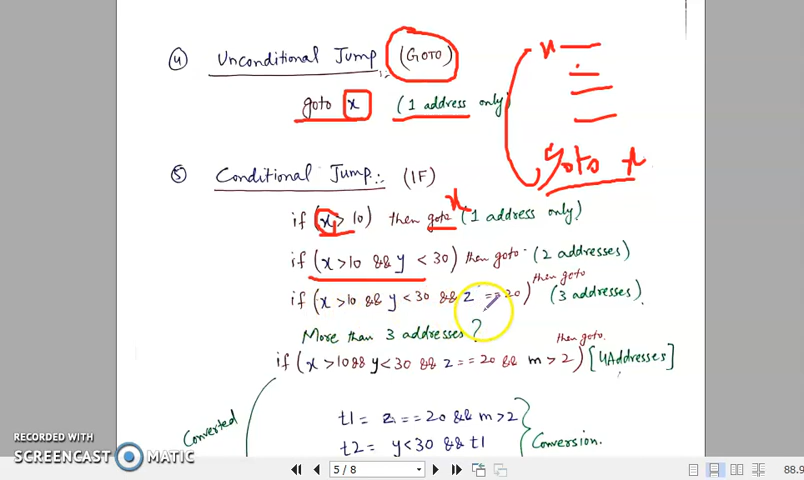 ④ Unconditional Jump :. (GOTO)
goto x (1 address only)
x
goto x
⑤ Conditional Jump :. (IF)
x
if (x > 10) then goto (1 address only)
if (x >10 && y < 30) then goto (2 addresses)
if (x >10 && y < 30 && z == 20) then goto (3 addresses).
More than 3 addresses ?
if (x >10 && y < 30 && z == 20 && m > 2) then goto. [4 Addresses]
Converted
t1 = z == 20 && m > 2
t2 = y < 30 && t1
Conversion.
RECORDED WITH
SCREENCAST MATIC
5 / 8
88.9